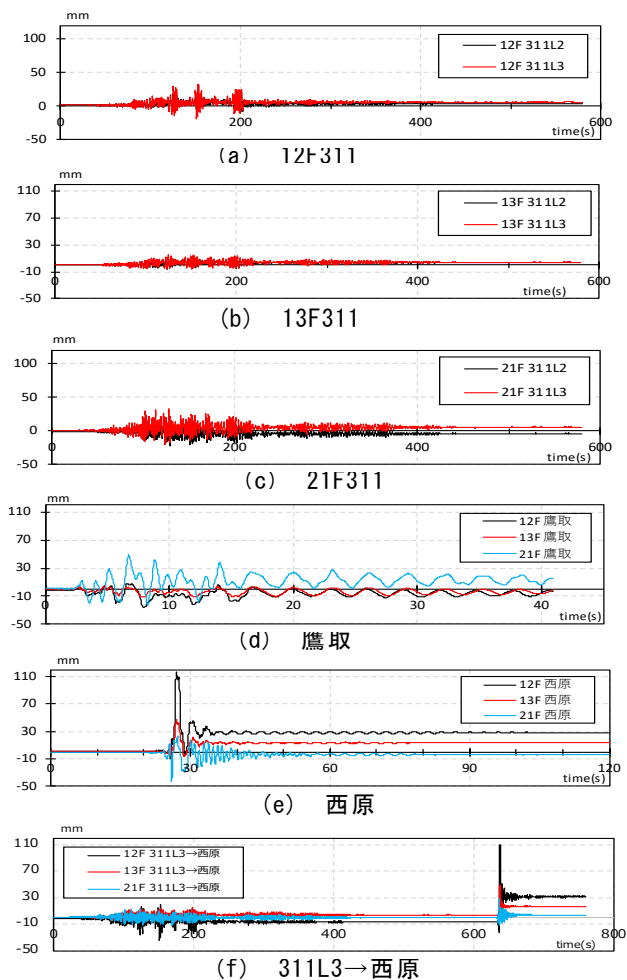 mm
100
50
0
-50
0
200
400
600
time(s)
12F 311L2
12F 311L3
(a) 12F311
mm
110
70
30
-10
-50
0
200
400
600
time(s)
13F 311L2
13F 311L3
(b) 13F311
mm
100
50
0
-50
0
200
400
600
time(s)
21F 311L2
21F 311L3
(c) 21F311
mm
110
70
30
-10
-50
0
10
20
30
40
time(s)
12F 鷹取
13F 鷹取
21F 鷹取
(d) 鷹取
mm
110
70
30
-10
-50
0
30
60
90
120
time(s)
12F 西原
13F 西原
21F 西原
(e) 西原
mm
110
70
30
-10
-50
0
200
400
600
800
time(s)
12F 311L3→西原
13F 311L3→西原
21F 311L3→西原
(f) 311L3→西原